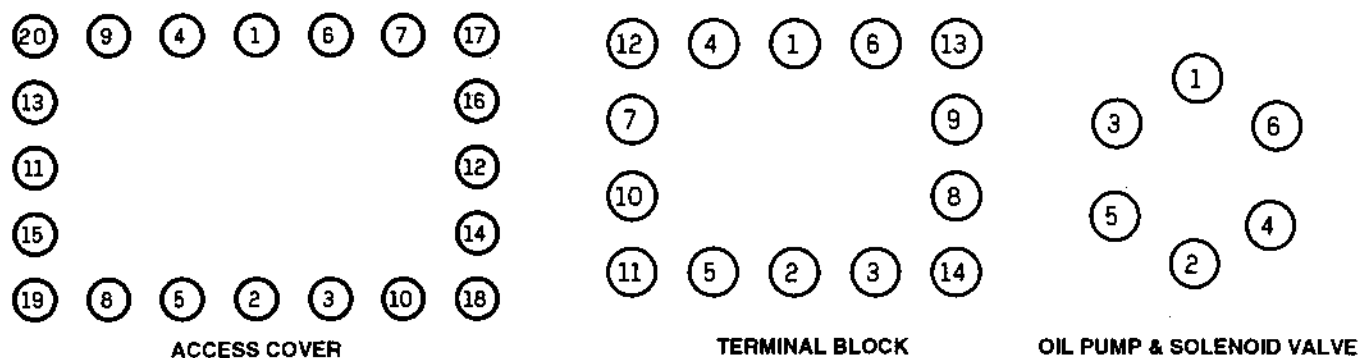 20 9 4 1 6 7 17
13 16
11 12
15 14
19 8 5 2 3 10 18
ACCESS COVER
12 4 1 6 13
7 9
10 8
11 5 2 3 14
TERMINAL BLOCK
1
3 6
5 4
2
OIL PUMP & SOLENOID VALVE